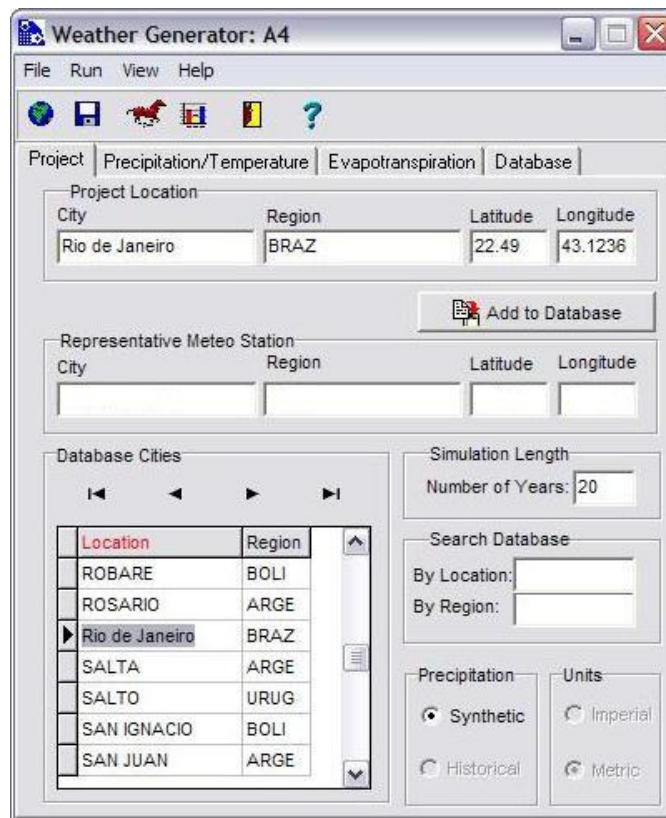 Weather Generator: A4
File Run View Help
Project Precipitation/Temperature Evapotranspiration Database
Project Location
City Region Latitude Longitude
Rio de Janeiro BRAZ 22.49 43.1236
Add to Database
Representative Meteo Station
City Region Latitude Longitude
Database Cities
Location Region
ROBARE BOLI
ROSARIO ARGE
Rio de Janeiro BRAZ
SALTA ARGE
SALTO URUG
SAN IGNACIO BOLI
SAN JUAN ARGE
Simulation Length
Number of Years: 20
Search Database
By Location:
By Region:
Precipitation
Synthetic
Historical
Units
Imperial
Metric